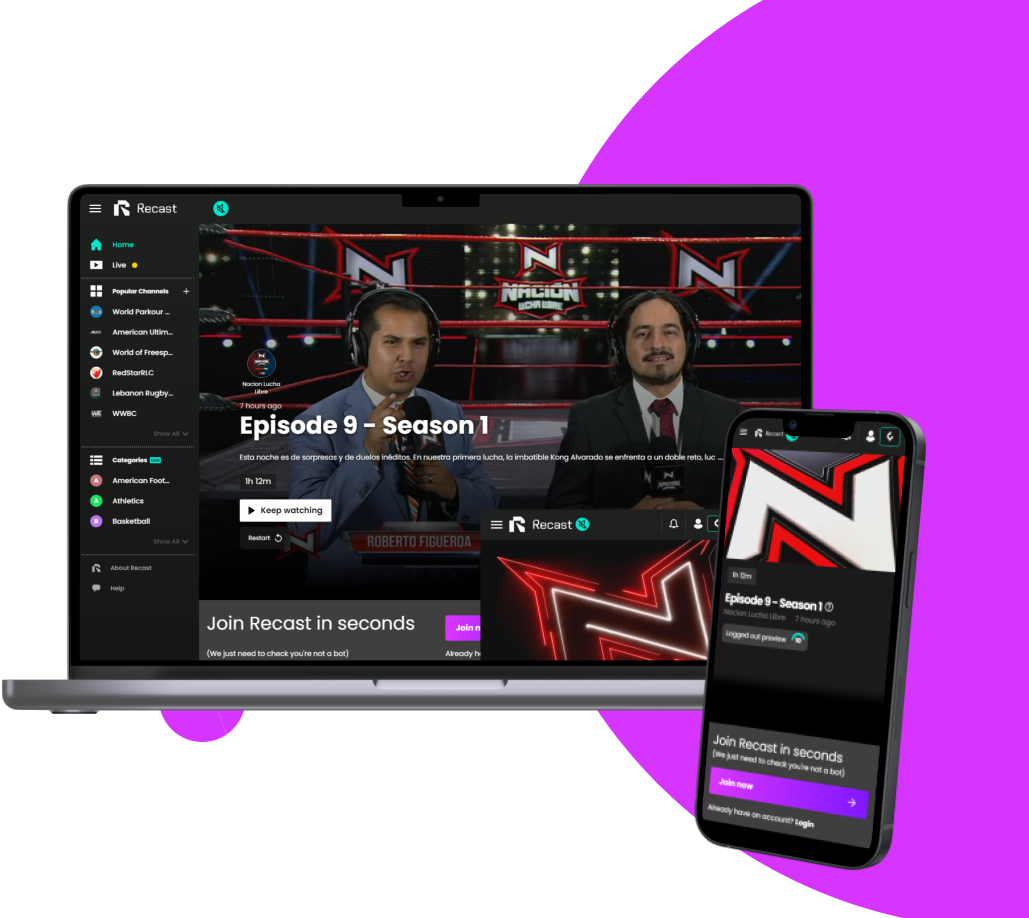 Recast
Home
Live
Popular Channels +
World Parkour ...
American Ultim...
World of Freesp...
RedStarRLC
Lebanon Rugby...
WWBC
Show All
Categories NEW
American Foot...
Athletics
Basketball
Show All
About Recast
Help
N
N
N
NACIÓN
LUCHA LIBRE
Nacion Lucha
Libre
7 hours ago
Episode 9 - Season 1
Esta noche es de sorpresas y de duelos inéditos. En nuestra primera lucha, la imbatible Kong Alvarado se enfrenta a un doble reto, luc ...
1h 12m
Keep watching
Restart
ROBERTO FIGUEROA
Join Recast in seconds
(We just need to check you're not a bot)
Join n
Already h
Recast
Recast
1h 12m
Episode 9 - Season 1
Nacion Lucha Libre 7 hours ago
Logged out preview
Join Recast in seconds
(We just need to check you're not a bot)
Join now
Already have an account? Login